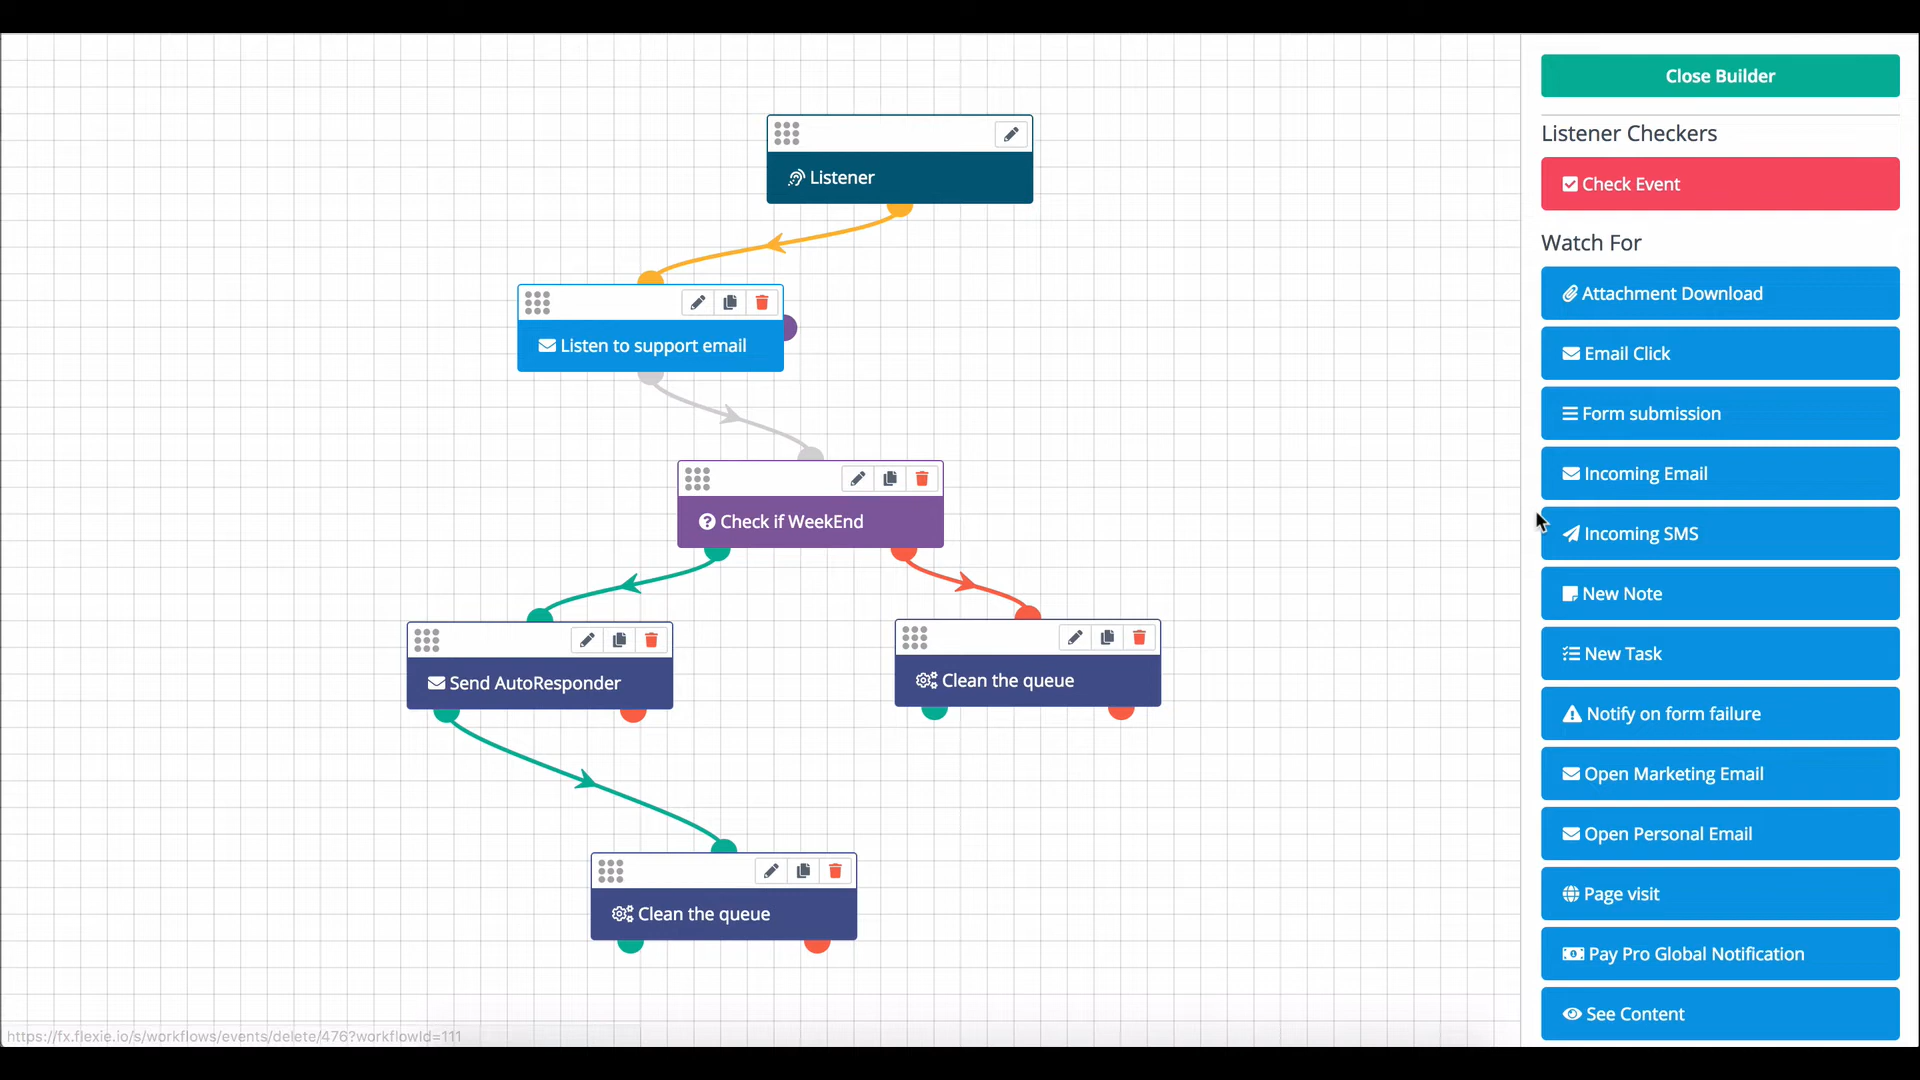 Close Builder
Listener Checkers
Check Event
Watch For
Attachment Download
Email Click
Form submission
Incoming Email
Incoming SMS
New Note
New Task
Notify on form failure
Open Marketing Email
Open Personal Email
Page visit
Pay Pro Global Notification
See Content
Listener
Listen to support email
Check if WeekEnd
Send AutoResponder
Clean the queue
Clean the queue
https://fx.flexie.io/s/workflows/events/delete/476?workflowId=111